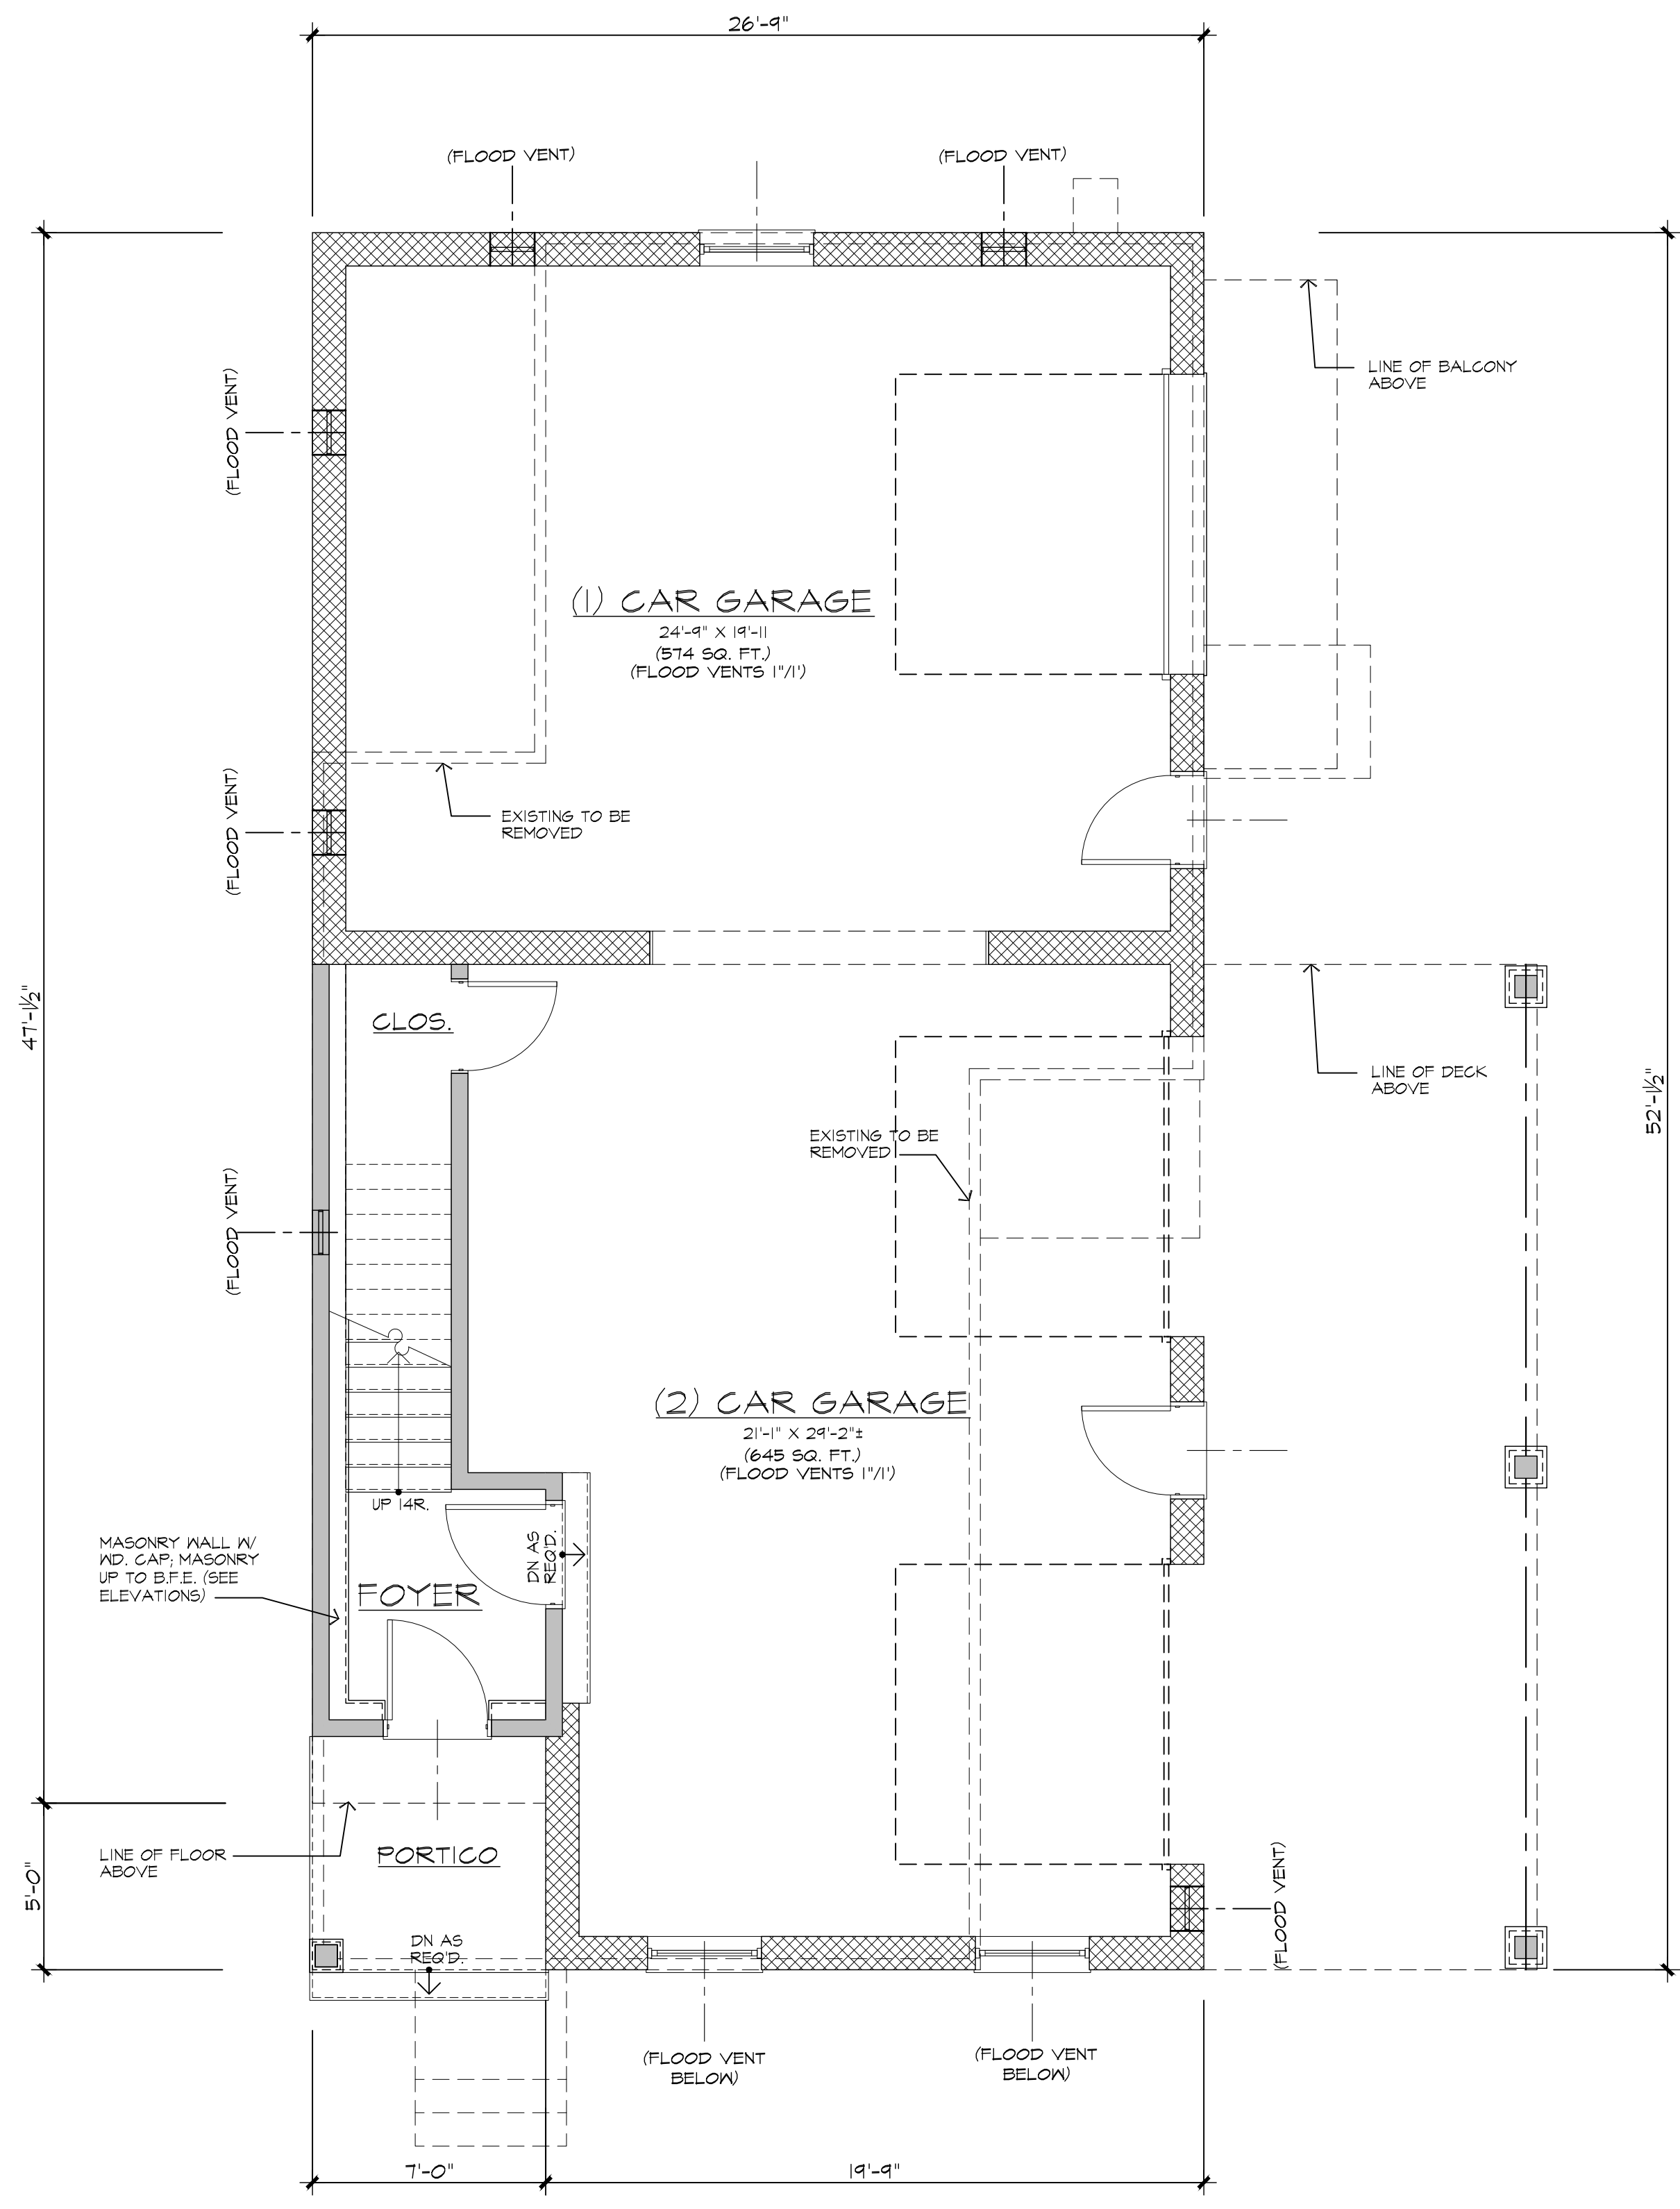 26'-9"
(FLOOD VENT)
(FLOOD VENT)
(FLOOD VENT)
LINE OF BALCONY
ABOVE
(1) CAR GARAGE
24'-9" X 19'-11
(574 SQ. FT.)
(FLOOD VENTS 1"/1')
(FLOOD VENT)
EXISTING TO BE
REMOVED
47'-1½"
CLOS.
LINE OF DECK
ABOVE
52'-1½"
EXISTING TO BE
REMOVED
(FLOOD VENT)
(2) CAR GARAGE
21'-1" X 29'-2"±
(645 SQ. FT.)
(FLOOD VENTS 1"/1')
UP 14R.
MASONRY WALL W/
WD. CAP; MASONRY
UP TO B.F.E. (SEE
ELEVATIONS)
DN AS
REQ'D.
FOYER
LINE OF FLOOR
ABOVE
PORTICO
5'-0"
(FLOOD VENT)
DN AS
REQ'D.
(FLOOD VENT
BELOW)
(FLOOD VENT
BELOW)
7'-0"
19'-9"